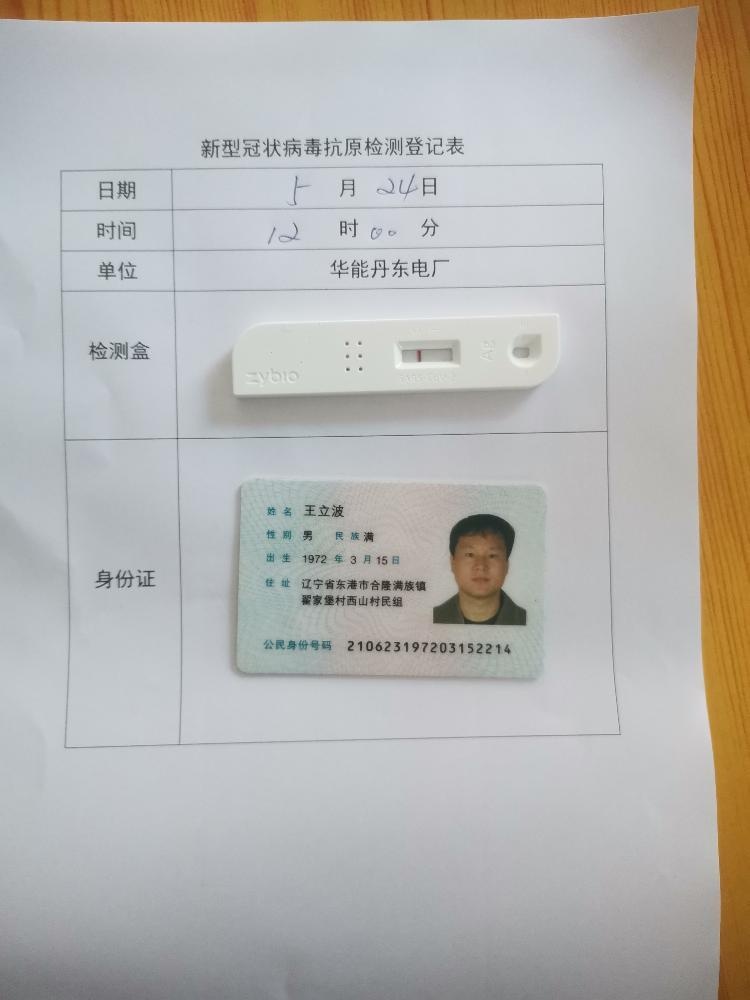 新型冠状病毒抗原检测登记表
日期 5 月 24日
时间 12 时 00 分
单位 华能丹东电厂
检测盒
zybio
Ag
身份证
姓名 王立波
性别 男 民族 满
出生 1972 年 3 月 15 日
住址 辽宁省东港市合隆满族镇
翟家堡村西山村民组
公民身份号码 210623197203152214